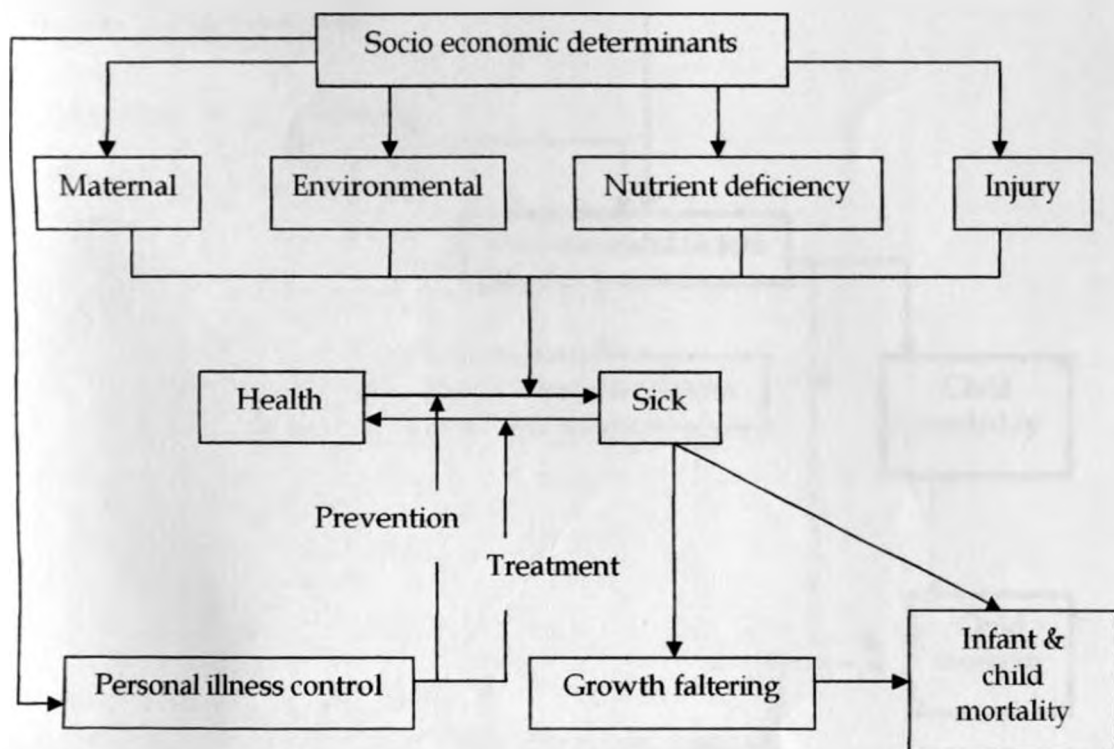 Socio economic determinants
Maternal
Environmental
Nutrient deficiency
Injury
Health
Sick
Prevention
Treatment
Personal illness control
Growth faltering
Infant &
child
mortality